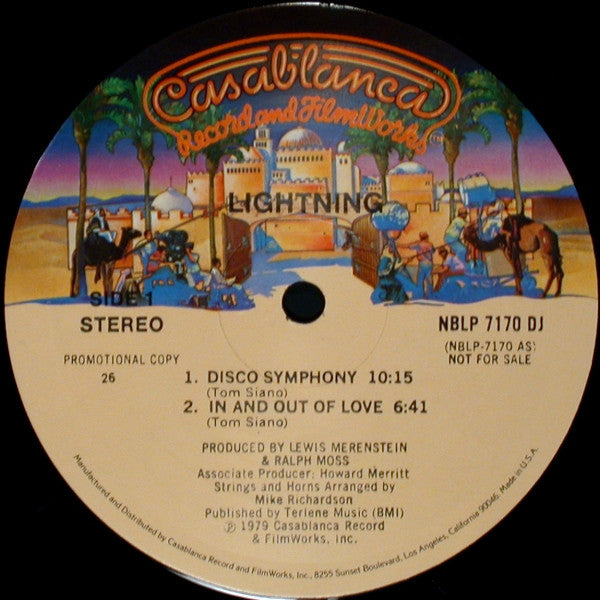 Casablanca
Record and FilmWorks
LIGHTNING
SIDE 1
STEREO
NBLP 7170 DJ
(NBLP-7170 AS)
NOT FOR SALE
PROMOTIONAL COPY
26
1. DISCO SYMPHONY 10:15
(Tom Siano)
2. IN AND OUT OF LOVE 6:41
(Tom Siano)
PRODUCED BY LEWIS MERENSTEIN
& RALPH MOSS
Associate Producer: Howard Merritt
Strings and Horns Arranged by
Mike Richardson
Published by Terlene Music (BMI)
℗ 1979 Casablanca Record
& FilmWorks, Inc.
Manufactured and Distributed by Casablanca Record and FilmWorks, Inc., 8255 Sunset Boulevard, Los Angeles, California 90046. Made in U.S.A.